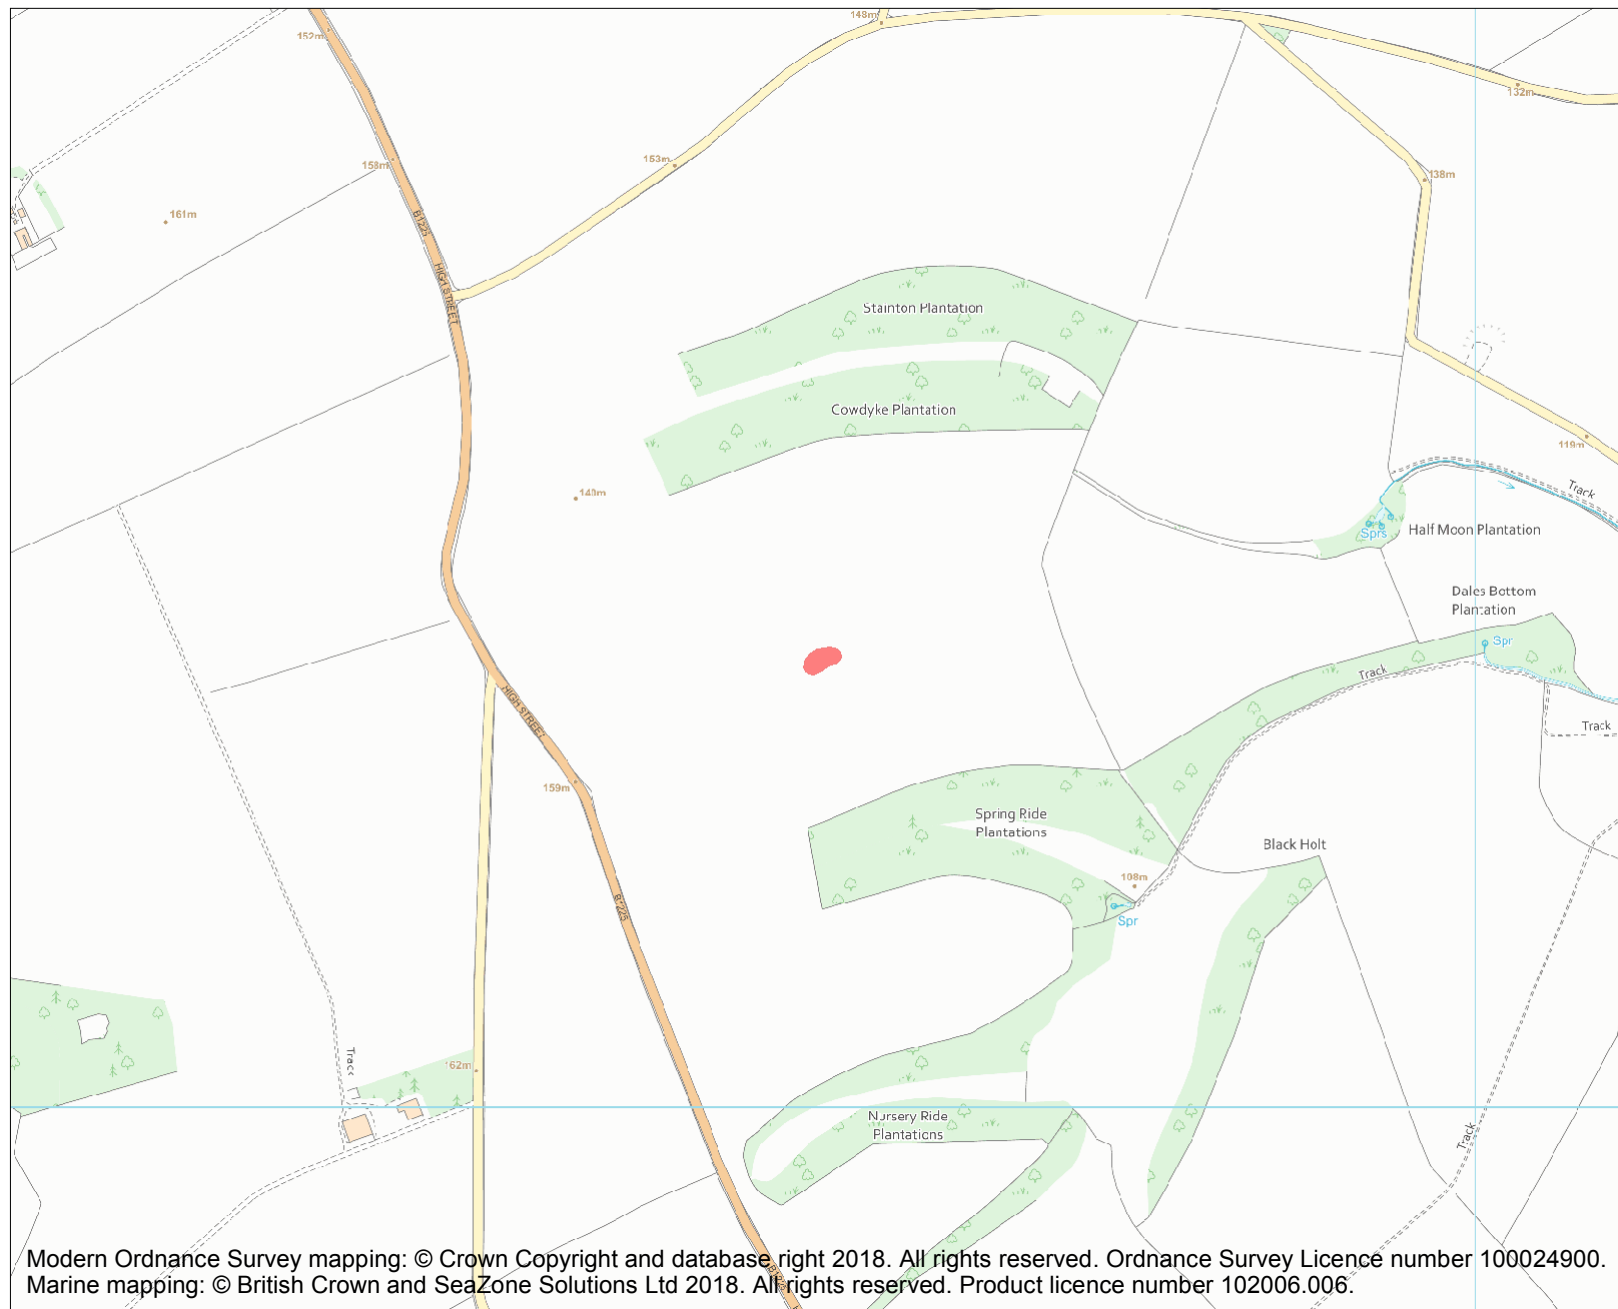 148m
152m
132m
153m
158m
138m
161m
B1225
HIGH STREET
Stainton Plantation
Cowdyke Plantation
119m
Track
Sprs
Half Moon Plantation
Dales Bottom
Plantation
Spr
Track
Track
HIGH STREET
159m
Spring Ride
Plantations
Black Holt
108m
B1225
Spr
Track
162m
Nursery Ride
Plantations
Track
Modern Ordnance Survey mapping: © Crown Copyright and database right 2018. All rights reserved. Ordnance Survey Licence number 100024900.
Marine mapping: © British Crown and SeaZone Solutions Ltd 2018. All rights reserved. Product licence number 102006.006.